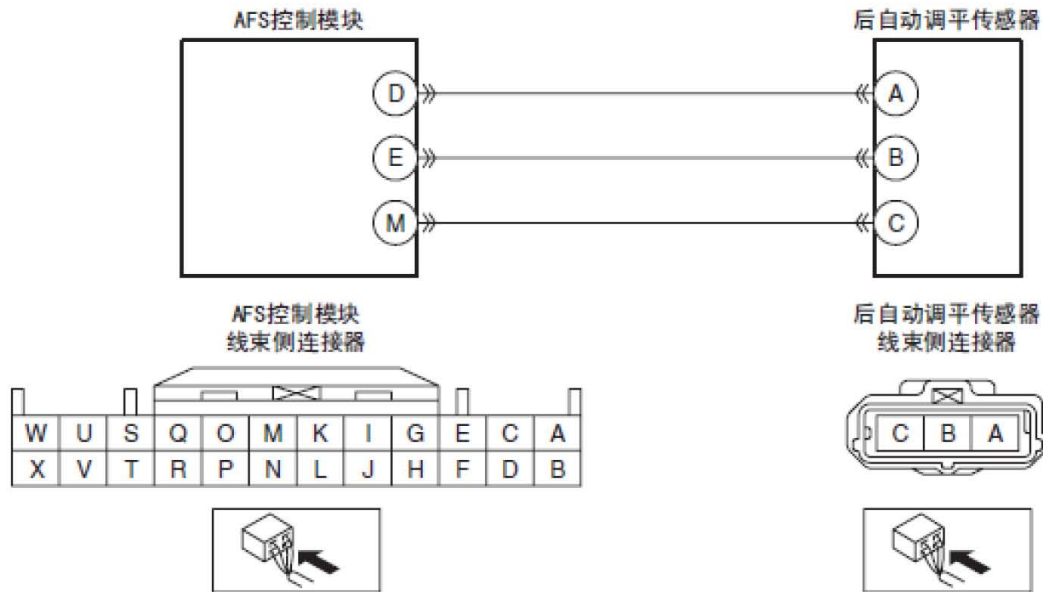 AFS控制模块
后自动调平传感器
D
A
E
B
M
C
AFS控制模块
线束侧连接器
后自动调平传感器
线束侧连接器
W U S Q O M K I G E C A
X V T R P N L J H F D B
C B A